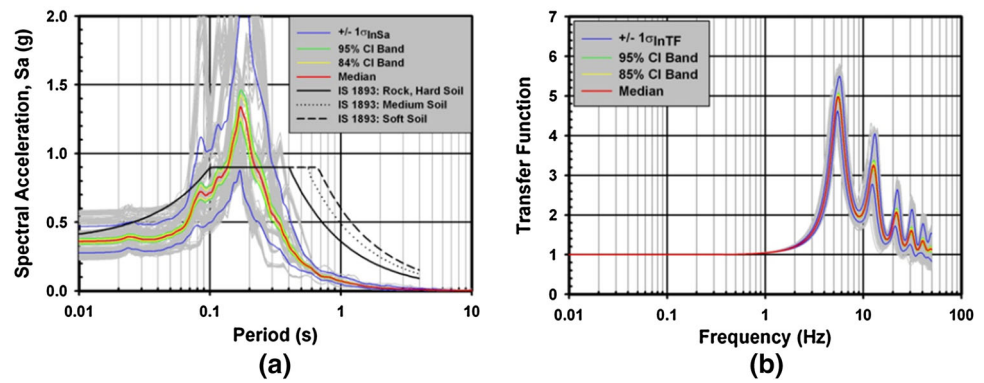 Spectral Acceleration, Sa (g)
2.0
1.5
1.0
0.5
0.0
+/- 1σlnSa
95% CI Band
84% CI Band
Median
IS 1893: Rock, Hard Soil
IS 1893: Medium Soil
IS 1893: Soft Soil
0.01 0.1 1 10
Period (s)
(a)
Transfer Function
7
6
5
4
3
2
1
0
+/- 1σlnTF
95% CI Band
85% CI Band
Median
0.01 0.1 1 10 100
Frequency (Hz)
(b)